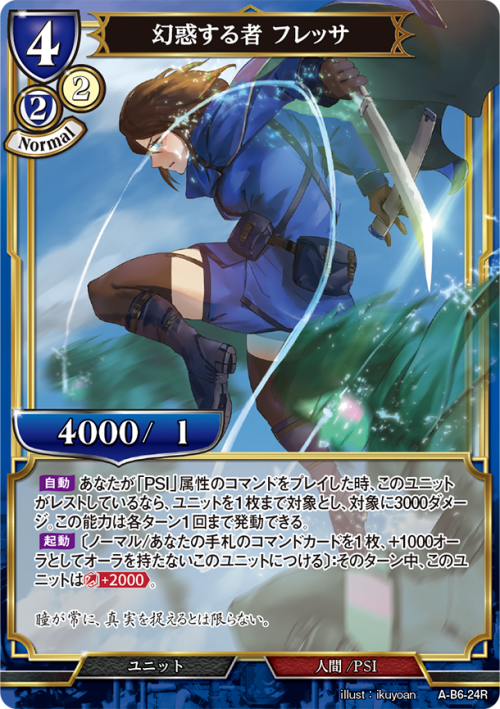 4
幻惑する者 フレッサ
2
2
Normal
4000/ 1
自動 あなたが「PSI」属性のコマンドをプレイした時、このユニット
がレストしているなら、ユニットを1枚まで対象とし、対象に3000ダメー
ジ。この能力は各ターン1回まで発動できる。
起動 〔ノーマル/あなたの手札のコマンドカードを1枚、+1000オー
ラとしてオーラを持たないこのユニットにつける〕:そのターン中、このユ
ニットは+2000。
瞳が常に、真実を捉えるとは限らない。
ユニット
人間/PSI
illust:ikuyoan
A-B6-24R